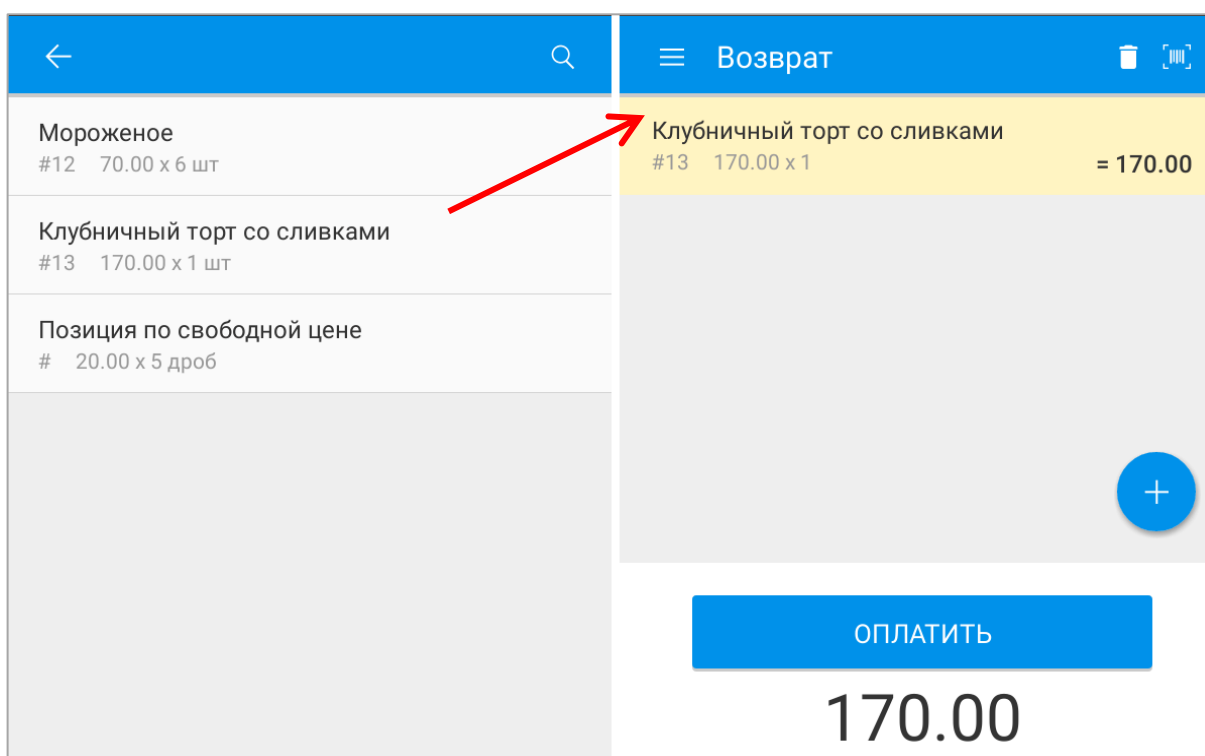 Мороженое
#12 70.00 x 6 шт
Клубничный торт со сливками
#13 170.00 x 1 шт
Позиция по свободной цене
# 20.00 x 5 дроб
Возврат
Клубничный торт со сливками
#13 170.00 x 1
= 170.00
ОПЛАТИТЬ
170.00